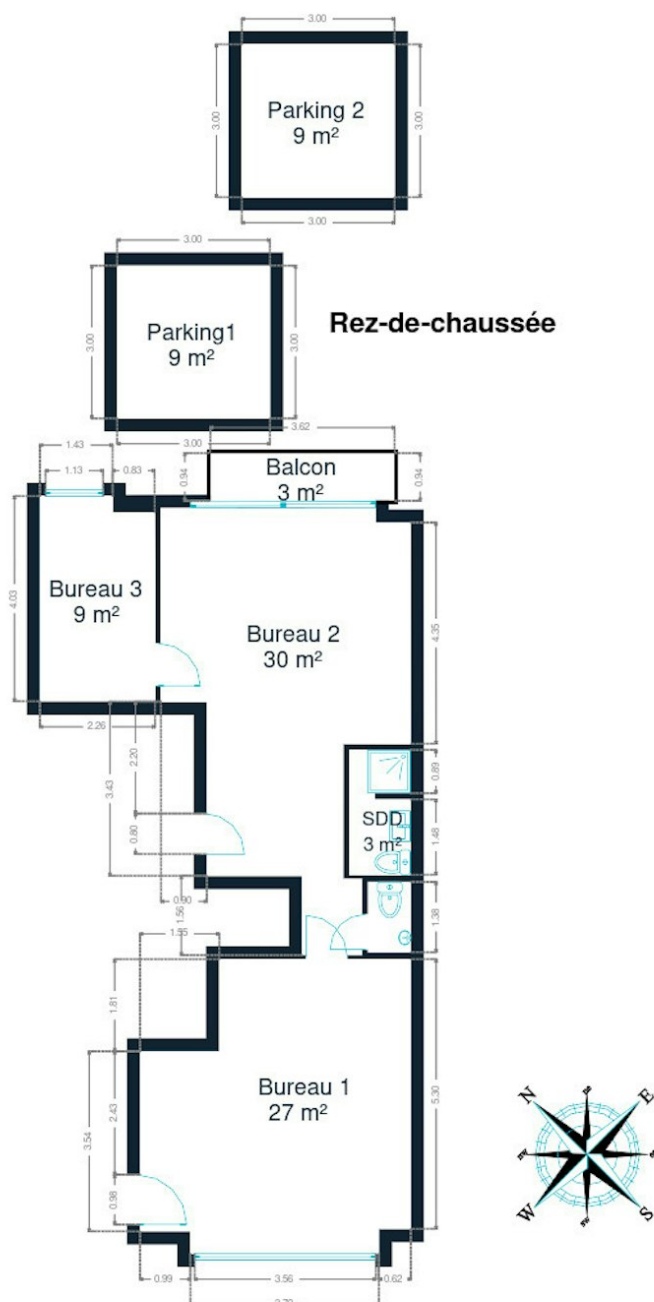 3.00
3.00
Parking 2
9 m²
3.00
3.00
3.00
3.00
Parking1
9 m²
3.00
3.00
Rez-de-chaussée
3.62
1.43
1.13
0.83
0.94
Balcon
3 m²
0.94
4.03
Bureau 3
9 m²
Bureau 2
30 m²
4.35
2.26
2.20
3.43
0.80
0.89
SDD
3 m²
1.48
0.90
1.56
1.38
1.55
1.81
Bureau 1
27 m²
5.30
2.43
3.54
0.98
N
E
W
S
0.99
3.56
0.62